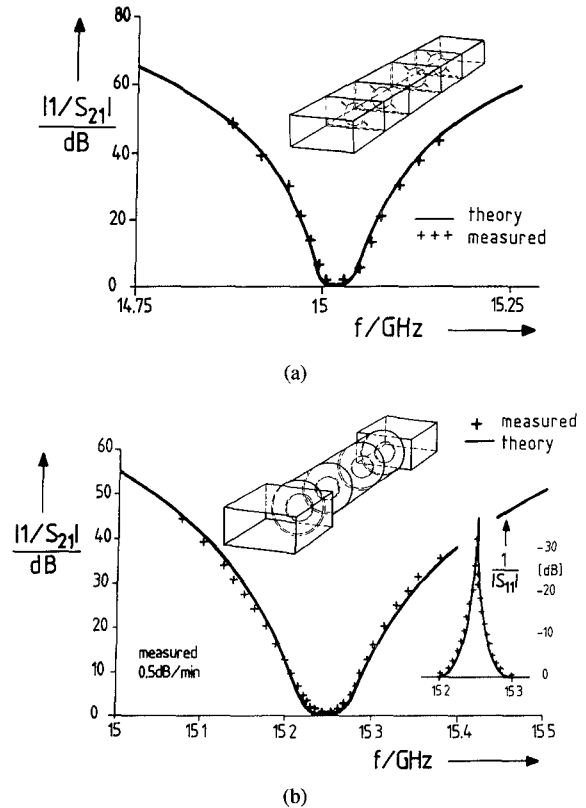 80
60
40
20
0
|1/S21|
dB
theory
+++ measured
14.75
15
15.25
f/GHz
(a)
+ measured
theory
60
50
40
30
20
10
0
|1/S21|
dB
measured
0.5dB/min
1
|S11|
-30
[dB]
-20
-10
0
15.2
15.3
15
15.1
15.2
15.3
15.4
15.5
f/GHz
(b)